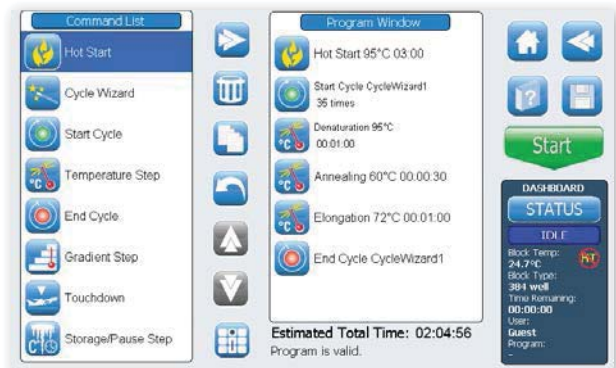 Command List
Hot Start
Cycle Wizard
Start Cycle
°C Temperature Step
End Cycle
Gradient Step
Touchdown
Storage/Pause Step
Program Window
Hot Start 95°C 03:00
Start Cycle CycleWizard1
35 times
Denaturation 95°C
°C 00:01:00
°C Annealing 60°C 00:00:30
°C Elongation 72°C 00:01:00
End Cycle CycleWizard1
Estimated Total Time: 02:04:56
Program is valid.
?
Start
DASHBOARD
STATUS
IDLE
Block Temp:
24.7°C
Block Type:
384 well
Time Remaining:
00:00:00
User:
Guest
Program:
-